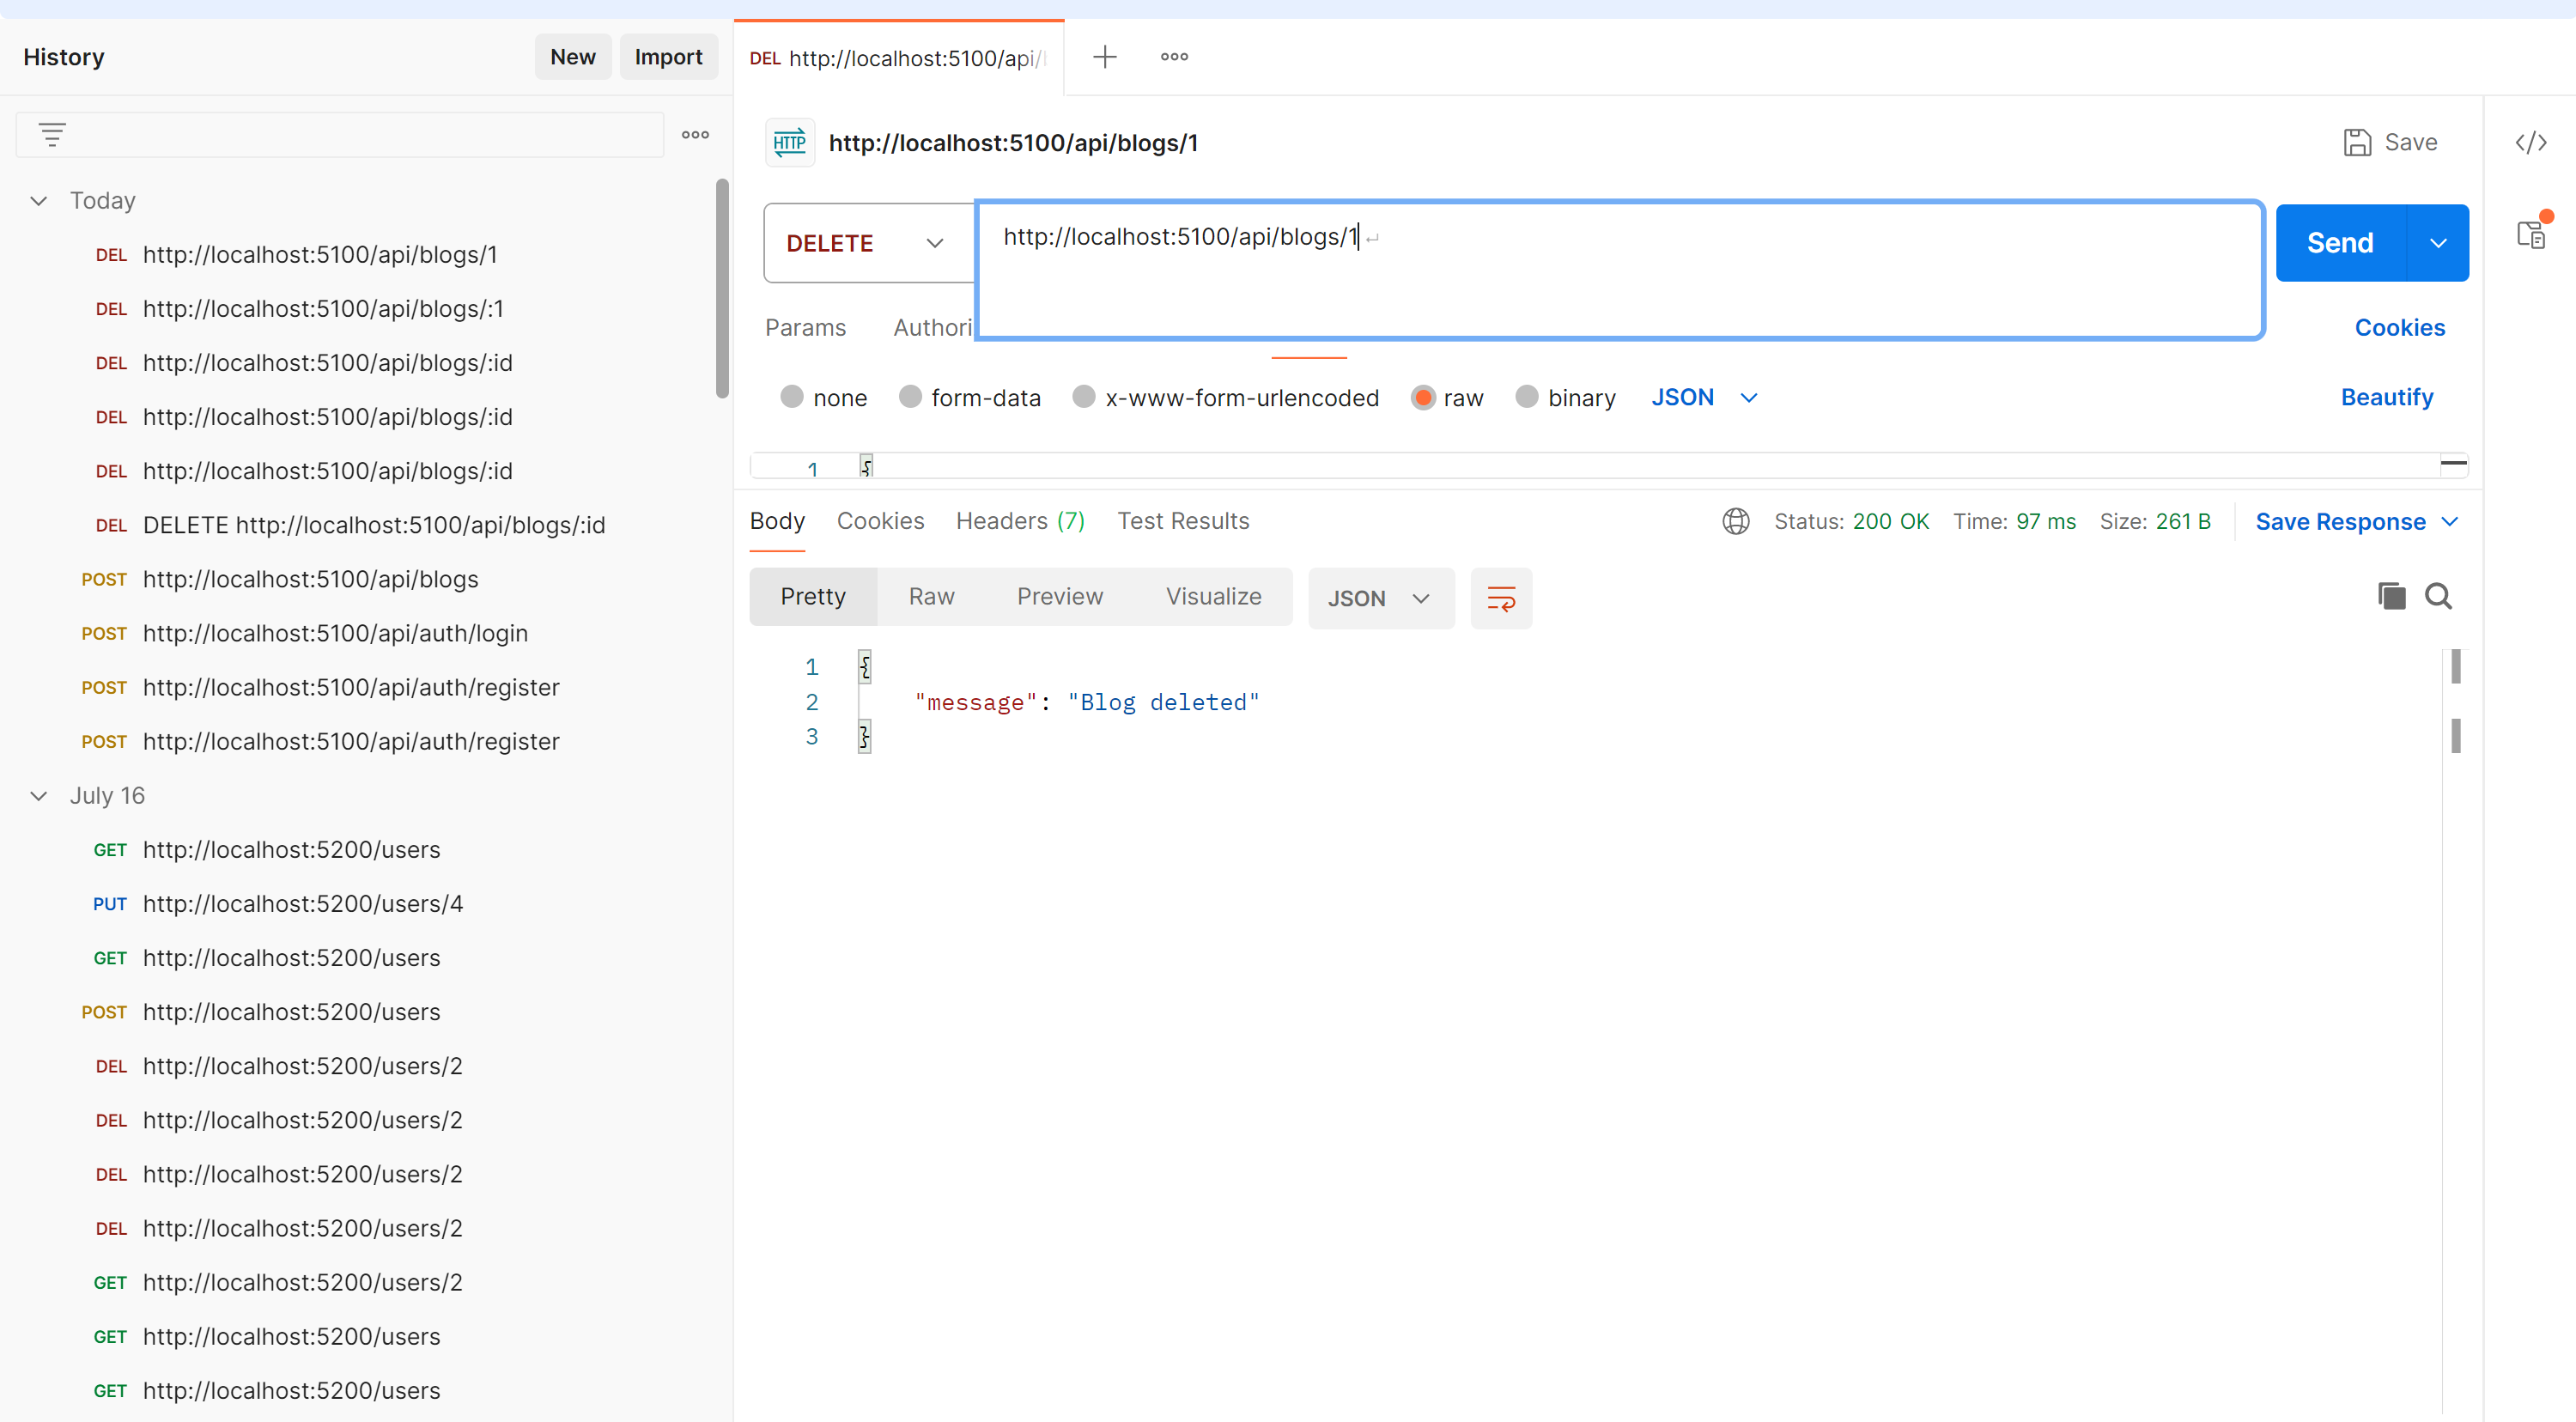 History
New
Import
Today
DEL http://localhost:5100/api/blogs/1
DEL http://localhost:5100/api/blogs/:1
DEL http://localhost:5100/api/blogs/:id
DEL http://localhost:5100/api/blogs/:id
DEL http://localhost:5100/api/blogs/:id
DEL DELETE http://localhost:5100/api/blogs/:id
POST http://localhost:5100/api/blogs
POST http://localhost:5100/api/auth/login
POST http://localhost:5100/api/auth/register
POST http://localhost:5100/api/auth/register
July 16
GET http://localhost:5200/users
PUT http://localhost:5200/users/4
GET http://localhost:5200/users
POST http://localhost:5200/users
DEL http://localhost:5200/users/2
DEL http://localhost:5200/users/2
DEL http://localhost:5200/users/2
DEL http://localhost:5200/users/2
GET http://localhost:5200/users/2
GET http://localhost:5200/users
GET http://localhost:5200/users
DEL http://localhost:5100/api/
HTTP http://localhost:5100/api/blogs/1
Save
DELETE
http://localhost:5100/api/blogs/1
Send
Params
Authori
Cookies
none
form-data
x-www-form-urlencoded
raw
binary
JSON
Beautify
1 {
Body
Cookies
Headers (7)
Test Results
Status: 200 OK
Time: 97 ms
Size: 261 B
Save Response
Pretty
Raw
Preview
Visualize
JSON
1 {
2 "message": "Blog deleted"
3 }